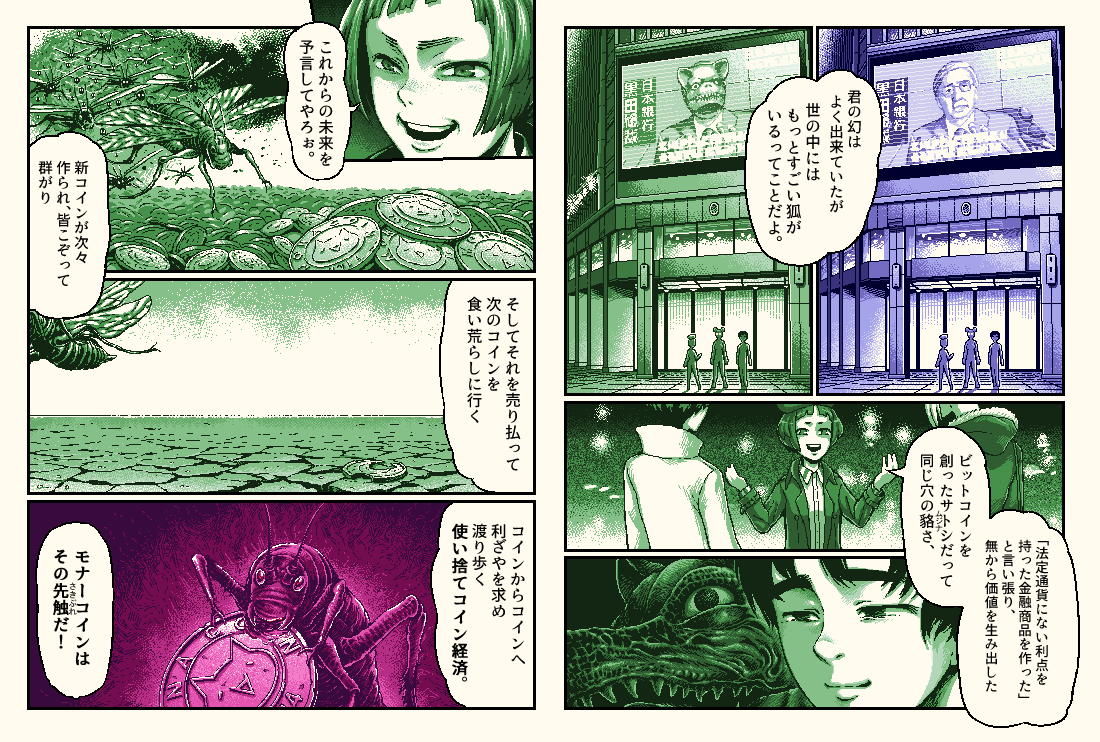 日本銀行
黒田
日本銀行
黒田
君の幻は
よく出来ていたが
世の中には
もっとすごい狐が
いるってことだよ。
ビットコインを
創ったサトシだって
同じ穴の貉さ、
ムジナ
「法定通貨にない利点を
持った金融商品を作った」
と言い張り、
無から価値を生み出した
これからの未来を
予言してやろぉ。
新コインが次々
作られ、皆こぞって
群がり
そしてそれを売り払って
次のコインを
食い荒らしに行く
コインからコインへ
利ざやを求め
渡り歩く
使い捨てコイン経済。
モナーコインは
その先触だ!
さきぶれ